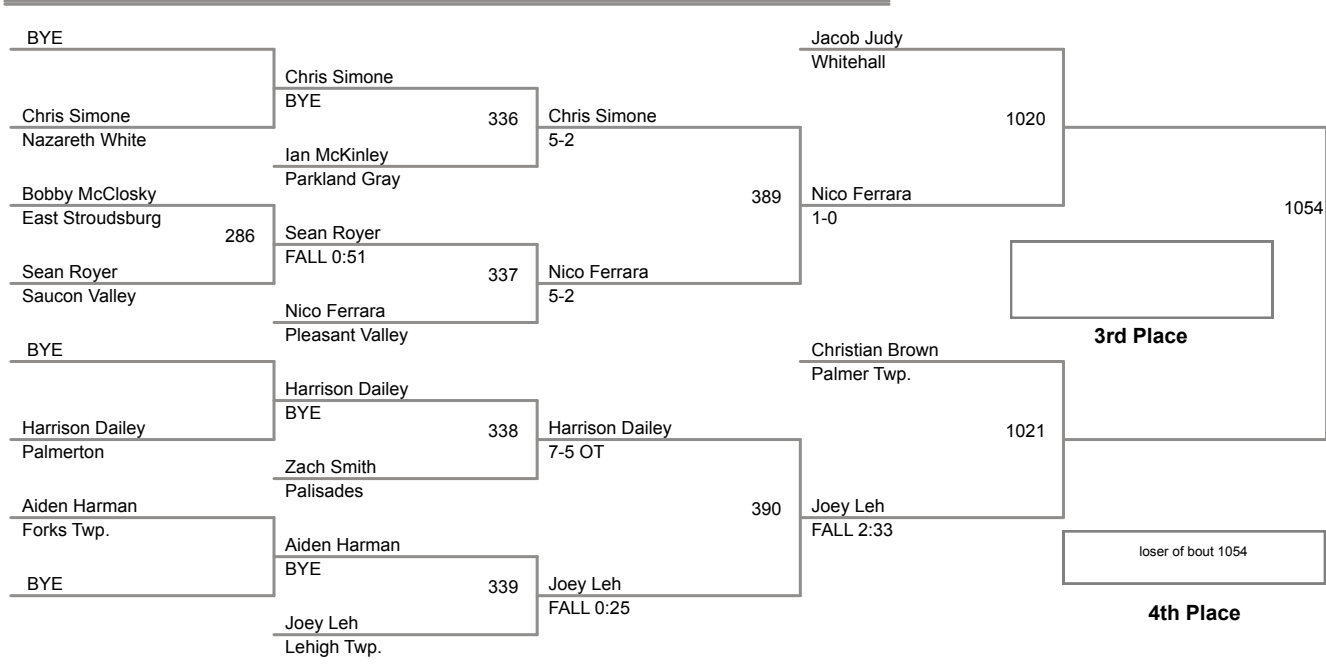 BYE
Chris Simone
Nazareth White
Bobby McClosky
East Stroudsburg
286
Sean Royer
Saucon Valley
BYE
Harrison Dailey
Palmerton
Aiden Harman
Forks Twp.
BYE
Chris Simone
BYE
336
Ian McKinley
Parkland Gray
Sean Royer
FALL 0:51
337
Nico Ferrara
Pleasant Valley
Harrison Dailey
BYE
338
Zach Smith
Palisades
Aiden Harman
BYE
339
Joey Leh
Lehigh Twp.
Chris Simone
5-2
389
Nico Ferrara
5-2
Harrison Dailey
7-5 OT
390
Joey Leh
FALL 0:25
Jacob Judy
Whitehall
1020
Nico Ferrara
1-0
Christian Brown
Palmer Twp.
1021
Joey Leh
FALL 2:33
1054
3rd Place
loser of bout 1054
4th Place